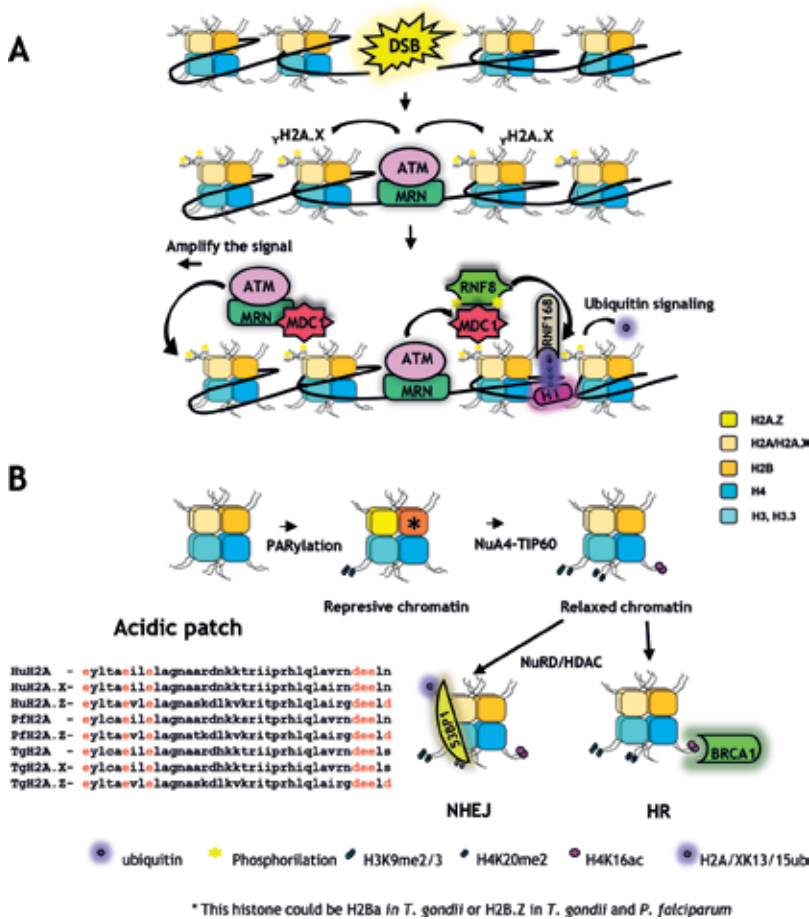 A
DSB
γH2A.X
γH2A.X
ATM
MRN
Amplify the signal
ATM
MRN
MDC1
RNF8
MDC1
RNF168
Ubiquitin signaling
ATM
MRN
H1
H2A.Z
H2A/H2A.X
H2B
H4
H3, H3.3
B
PARylation
*
NuA4-TIP60
Represive chromatin
Relaxed chromatin
Acidic patch
NuRD/HDAC
HuH2A - eyltaeilelagnaardnkktriiprhlqlavrndeeln
HuH2A.X- eyltaeilelagnaardnkktriiprhlqlavrndeeln
HuH2A.Z- eyltaevlelagnaskdlkvkritprhlqlairgdeeld
PfH2A - eylcaeilelagnaardnkksritprhiqlavrndeeln
PfH2A.Z- eyltaevlelagnatkdlkvkritprhlqlairgdeeld
TgH2A - eylcaeilelagnaardhkktriiprhlqlavrndeels
TgH2A.X- eylcaeilelagnaardhkktriiprhlqlavrndeels
TgH2A.Z- eyltaevlelagnaskdlkvkritprhlqlairgdeeld
53BP1
BRCA1
NHEJ
HR
ubiquitin
Phosphorilation
H3K9me2/3
H4K20me2
H4K16ac
H2A/XK13/15ub
* This histone could be H2Ba in T. gondii or H2B.Z in T. gondii and P. falciparum